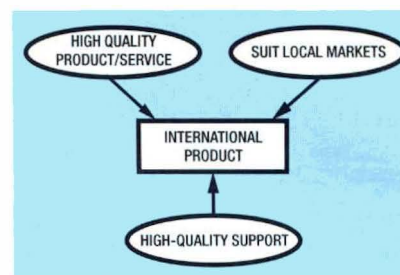 HIGH QUALITY
PRODUCT/SERVICE
SUIT LOCAL MARKETS
INTERNATIONAL
PRODUCT
HIGH-QUALITY SUPPORT